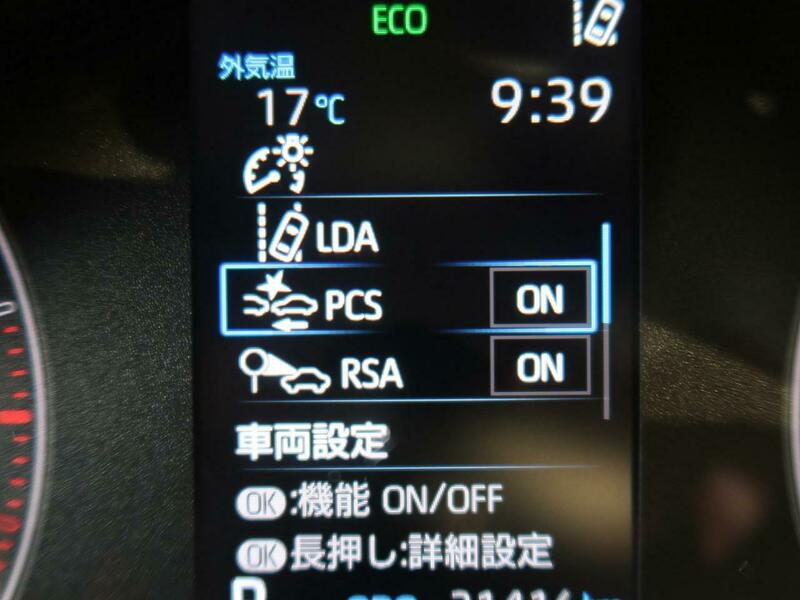 ECO
外気温
17℃ 9:39
LDA
PCS ON
RSA ON
車両設定
OK:機能 ON/OFF
OK長押し:詳細設定